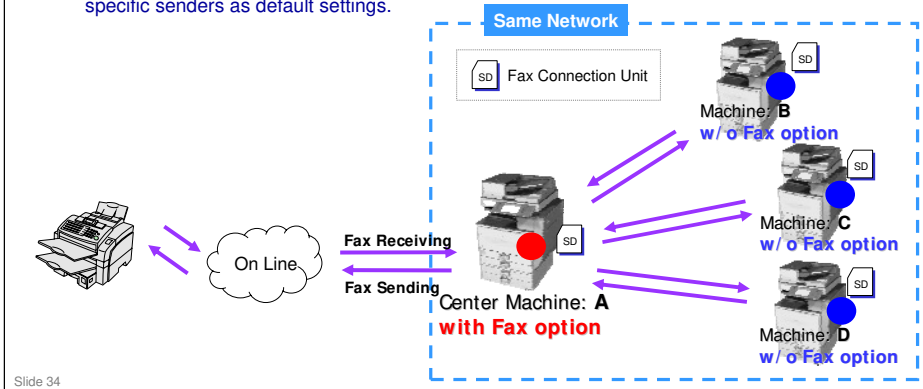 specific senders as default settings.
Same Network
SD Fax Connection Unit
SD
Machine: B
w/o Fax option
SD
Machine: C
w/o Fax option
SD
Machine: D
w/o Fax option
SD
Center Machine: A
with Fax option
Fax Receiving
Fax Sending
On Line
Slide 34